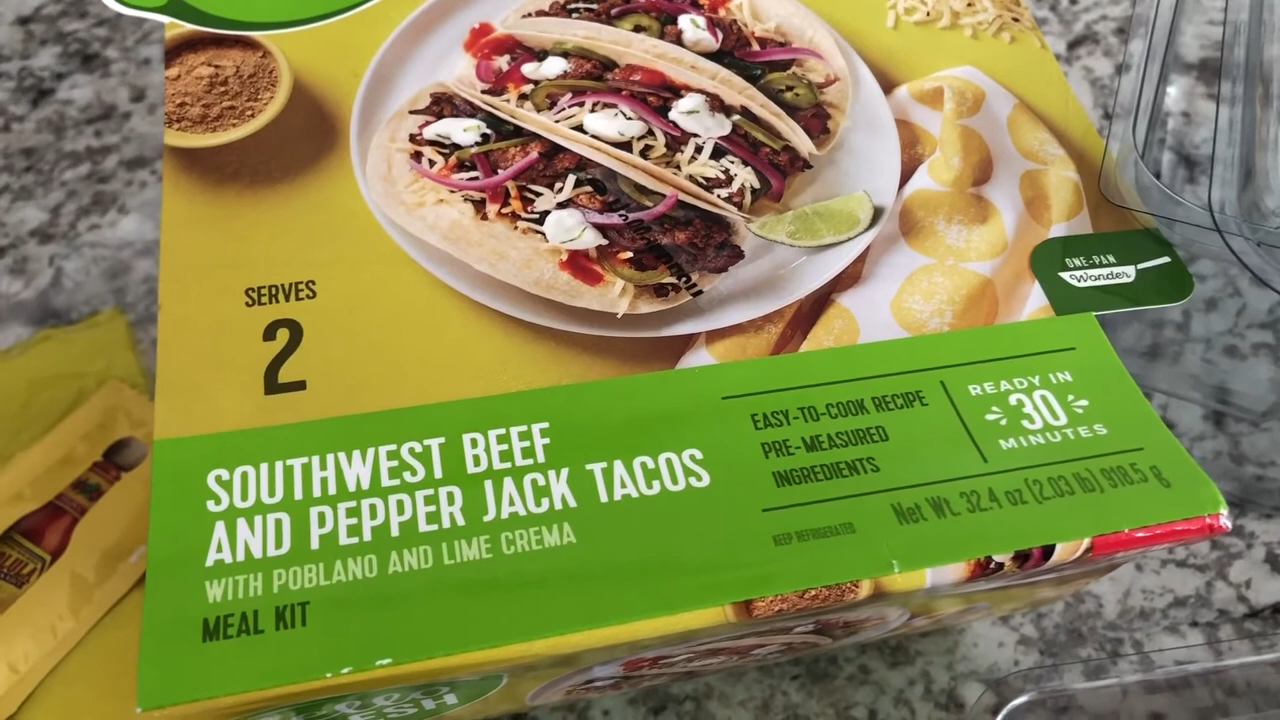 ONE-PAN
Wonder
SERVES
2
SOUTHWEST BEEF
AND PEPPER JACK TACOS
WITH POBLANO AND LIME CREMA
MEAL KIT
EASY-TO-COOK RECIPE
PRE-MEASURED
INGREDIENTS
READY IN
30
MINUTES
KEEP REFRIGERATED
Net Wt. 32.4 oz (2.03 lb) 918.5 g